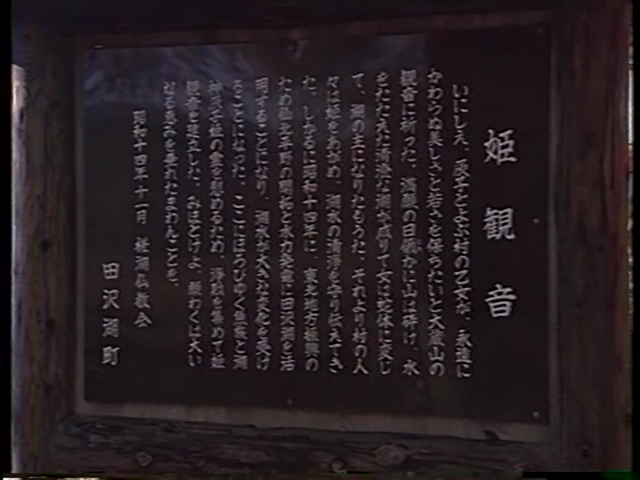 姫観音
いにしえ、辰子とよぶ村の乙女が、永遠に
かわらぬ美しさと若さを保ちたいと大蔵山の
観音に祈った。満願の日俄かに山は砕け、水
をたたえた清澄な湖が成りて女は蛇体に変じ
て、湖の主になりたもうた。それより村の人
々は姫をあがめ、湖水の清浄を守り伝えてき
た。しかるに昭和十四年に、東北地方振興の
ため仙北平野の開拓と水力発電に田沢湖を活
用することになり、湖水が大きな変化を受け
ることになった。ここにほろびゆく魚族と湖
神辰子姫の霊を慰めるため、浄財を集めて姫
観音を建立した。みほとけよ、願わくは大い
なる恵みを垂れたまわんことを。
昭和十四年十一月 槎湖仏教会
田沢湖町